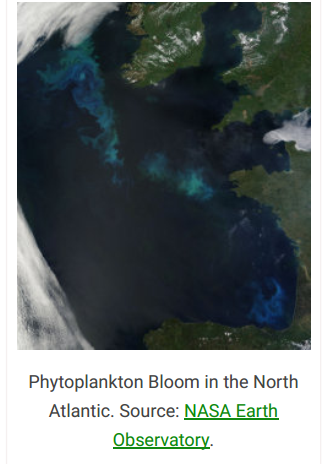 Phytoplankton Bloom in the North
Atlantic. Source: NASA Earth
Observatory.